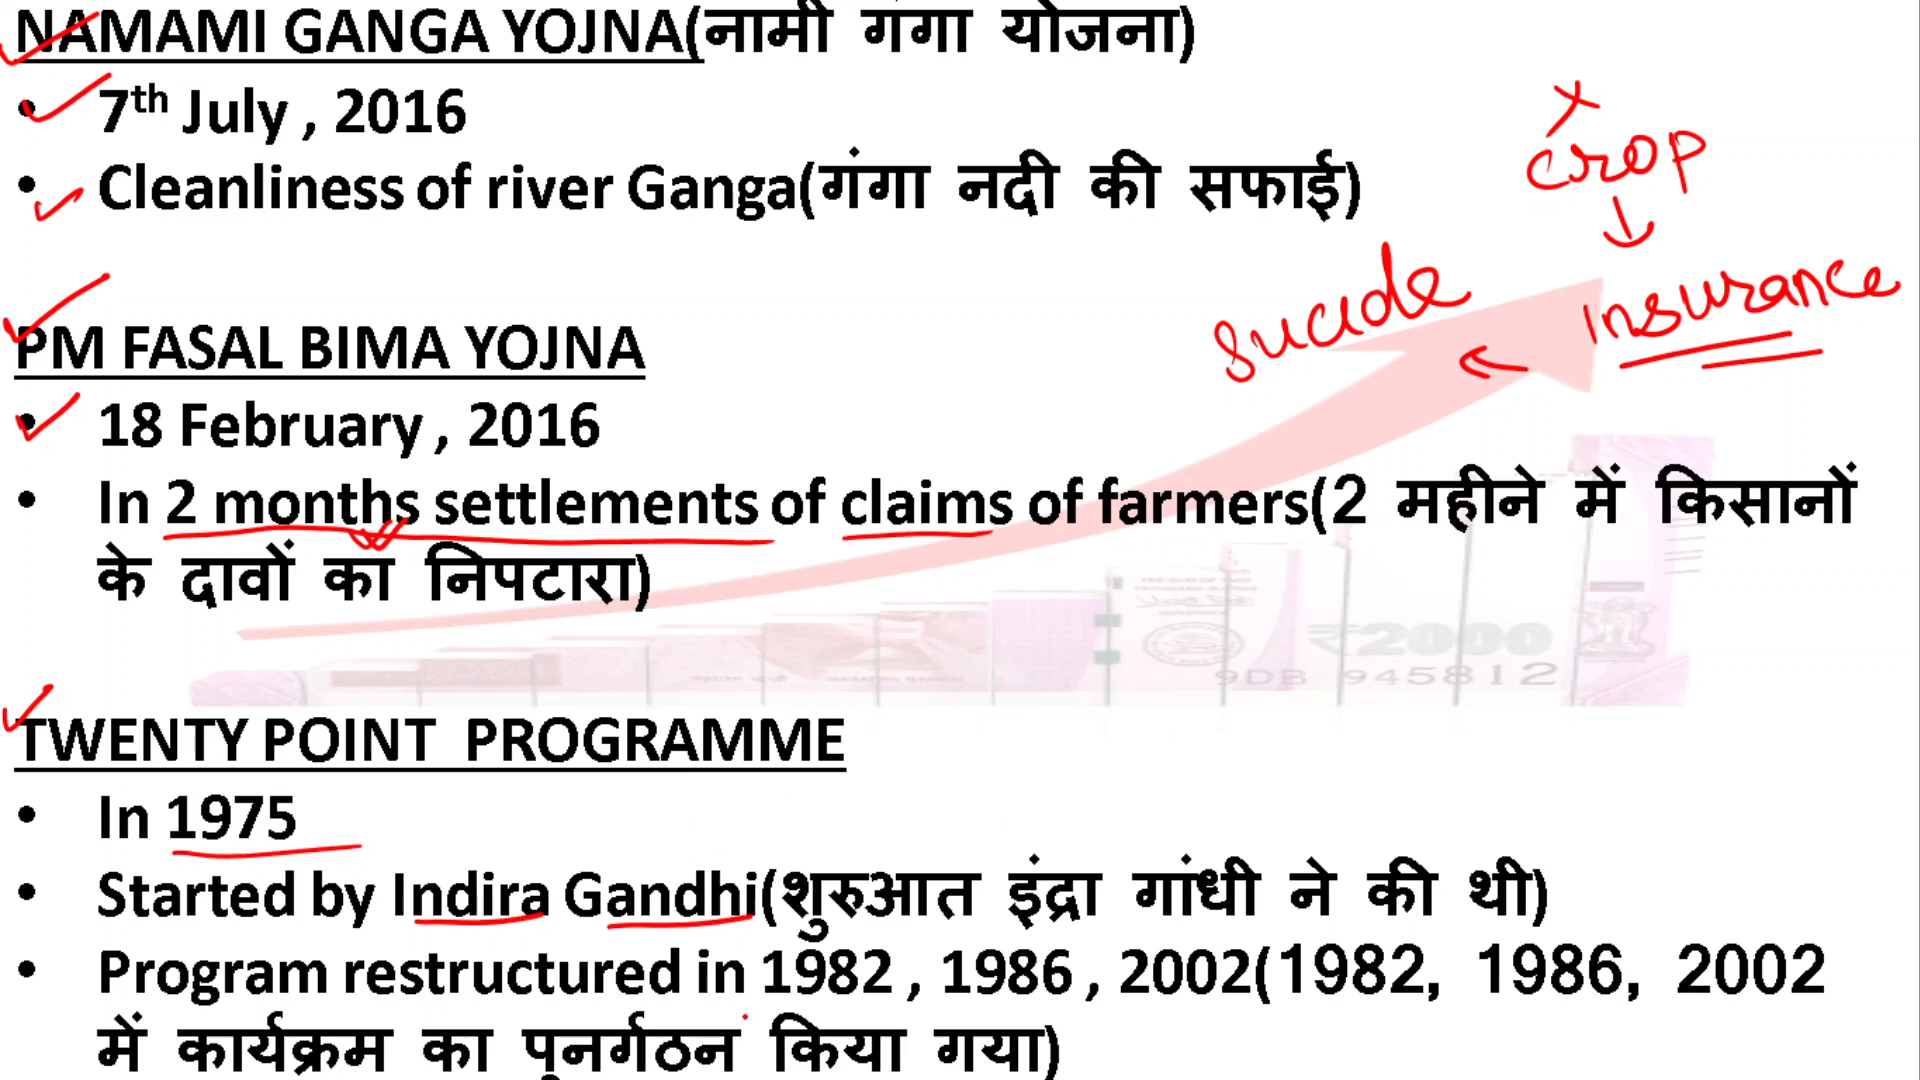 NAMAMI GANGA YOJNA(नामी गंगा योजना)
• 7th July , 2016
• Cleanliness of river Ganga(गंगा नदी की सफाई)
crop
insurance
sucide
PM FASAL BIMA YOJNA
• 18 February , 2016
• In 2 months settlements of claims of farmers(2 महीने में किसानों
के दावों का निपटारा)
₹2000
9DB 945812
TWENTY POINT PROGRAMME
• In 1975
• Started by Indira Gandhi(शुरुआत इंद्रा गांधी ने की थी)
• Program restructured in 1982 , 1986 , 2002(1982, 1986, 2002
में कार्यक्रम का पुनर्गठन किया गया)